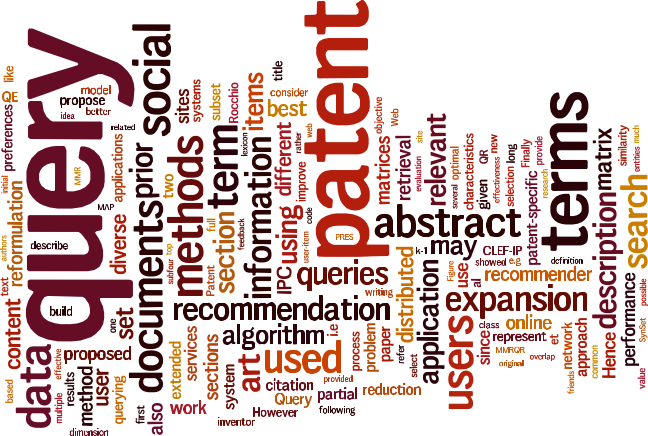 query
patent
terms
social
documents
methods
term
information
abstract
expansion
users
search
description
data
recommendation
used
queries
art
application
algorithm
prior
section
items
best
using
different
IPC
relevant
retrieval
matrices
matrix
may
distributed
recommender
online
represent
performance
Hence
approach
network
et
similarity
patent-specific
characteristics
CLEF-IP
use
since
class
given
QR
new
Finally
provide
long
selection
several
optimal
evaluation
site
effectiveness
research
entities
much
showed
e.g.
definition
Figure
al
k-1
writing
PRES
user-item
code
web
rather
improve
consider
objective
Web
title
Rocchio
lexicon
feedback
full
top
subfour
Patent
two
sites
systems
subset
diverse
applications
set
propose
model
better
idea
related
like
QE
preferences
reformulation
initial
authors
text
content
describe
MAP
MMR
build
one
proposed
based
multiple
effective
results
dimension
method
user
querying
first
also
extended
services
work
sections
system
inventor
citation
Query
However
provided
following
partial
i.e
process
problem
paper
reduction
refer
select
MMRQR
original
overlap
friends
common
SynSet
possible
value